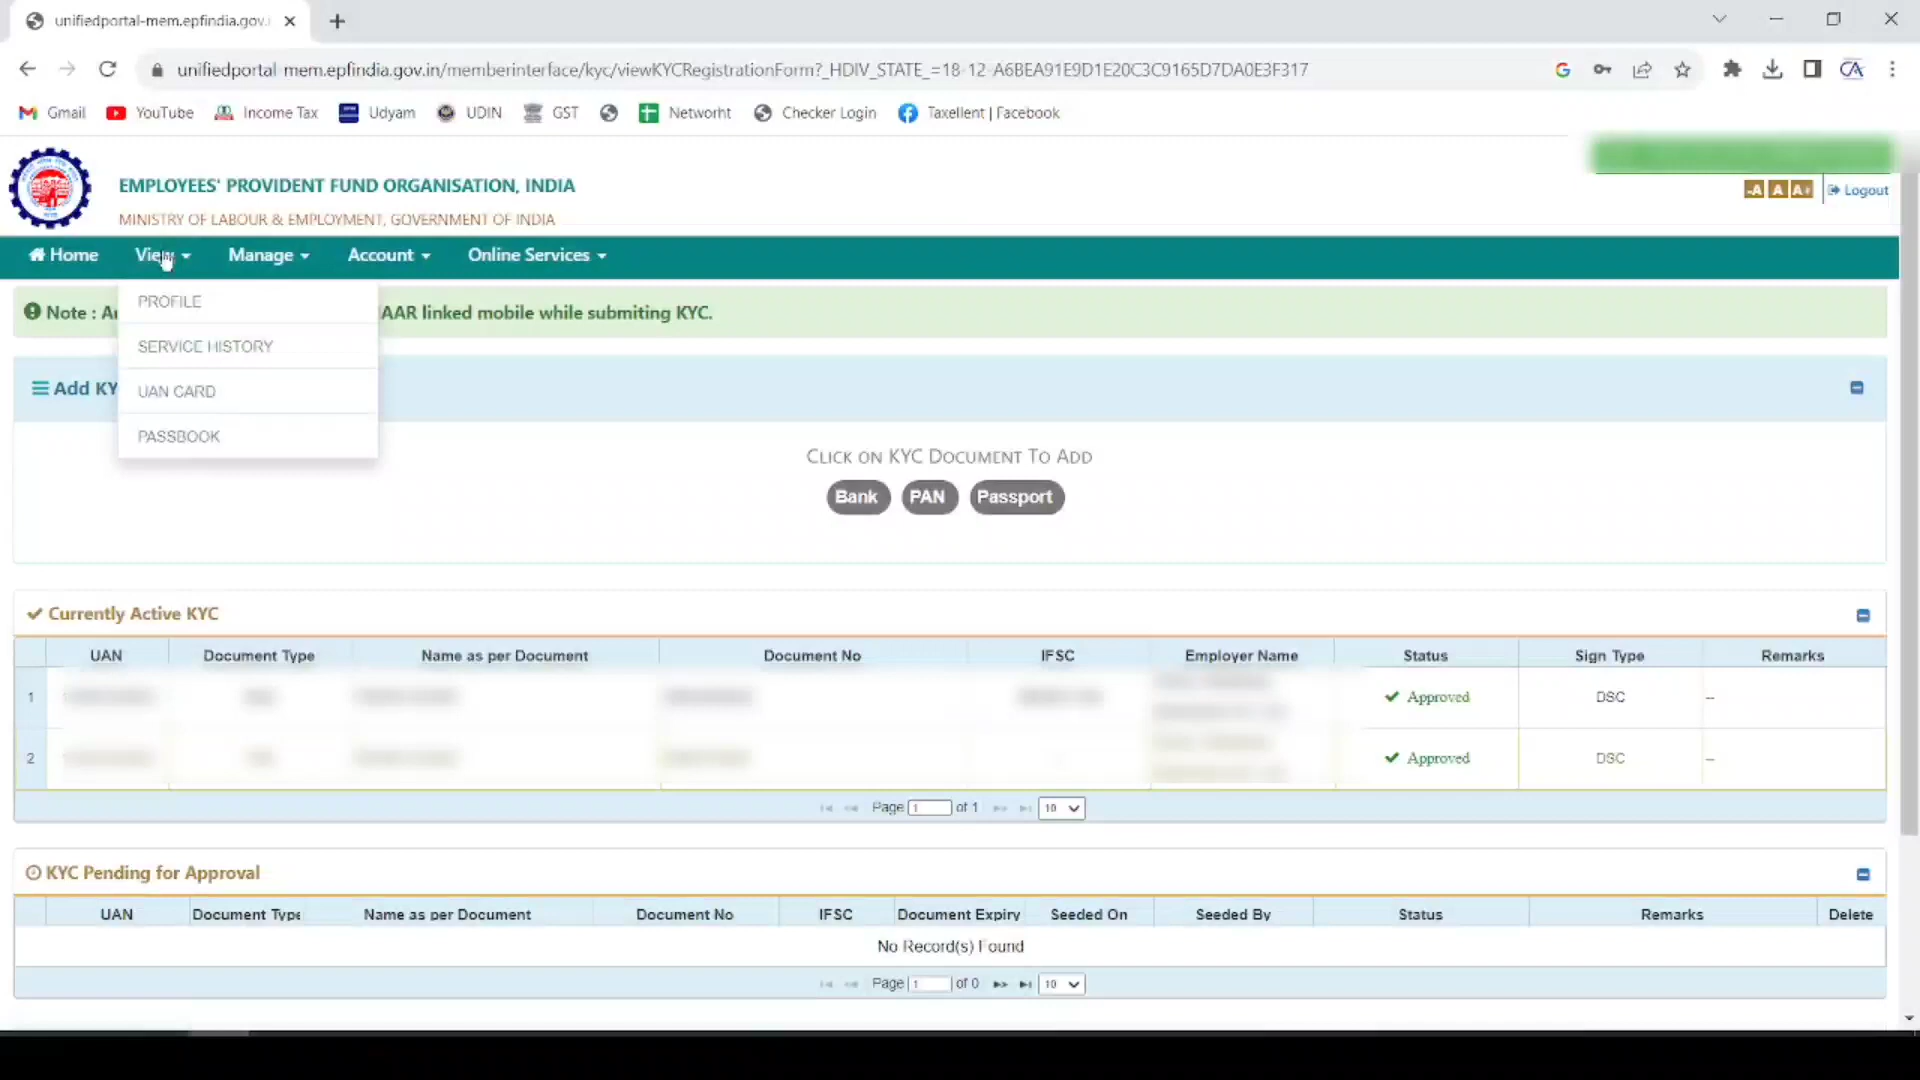 unifiedportal-mem.epfindia.gov.i
unifiedportal-mem.epfindia.gov.in/memberinterface/kyc/viewKYCRegistrationForm?_HDIV_STATE_=18-12-A6BEA91E9D1E20C3C9165D7DA0E3F317
Gmail YouTube Income Tax Udyam UDIN GST Networht Checker Login Taxellent | Facebook
EMPLOYEES' PROVIDENT FUND ORGANISATION, INDIA
MINISTRY OF LABOUR & EMPLOYMENT, GOVERNMENT OF INDIA
-A A A+ Logout
Home View Manage Account Online Services
PROFILE
SERVICE HISTORY
UAN CARD
PASSBOOK
Note : AAR linked mobile while submiting KYC.
Add KY
CLICK ON KYC DOCUMENT TO ADD
Bank PAN Passport
Currently Active KYC
UAN Document Type Name as per Document Document No IFSC Employer Name Status Sign Type Remarks
1 Approved DSC --
2 Approved DSC --
Page 1 of 1 10
KYC Pending for Approval
UAN Document Type Name as per Document Document No IFSC Document Expiry Seeded On Seeded By Status Remarks Delete
No Record(s) Found
Page 1 of 0 10